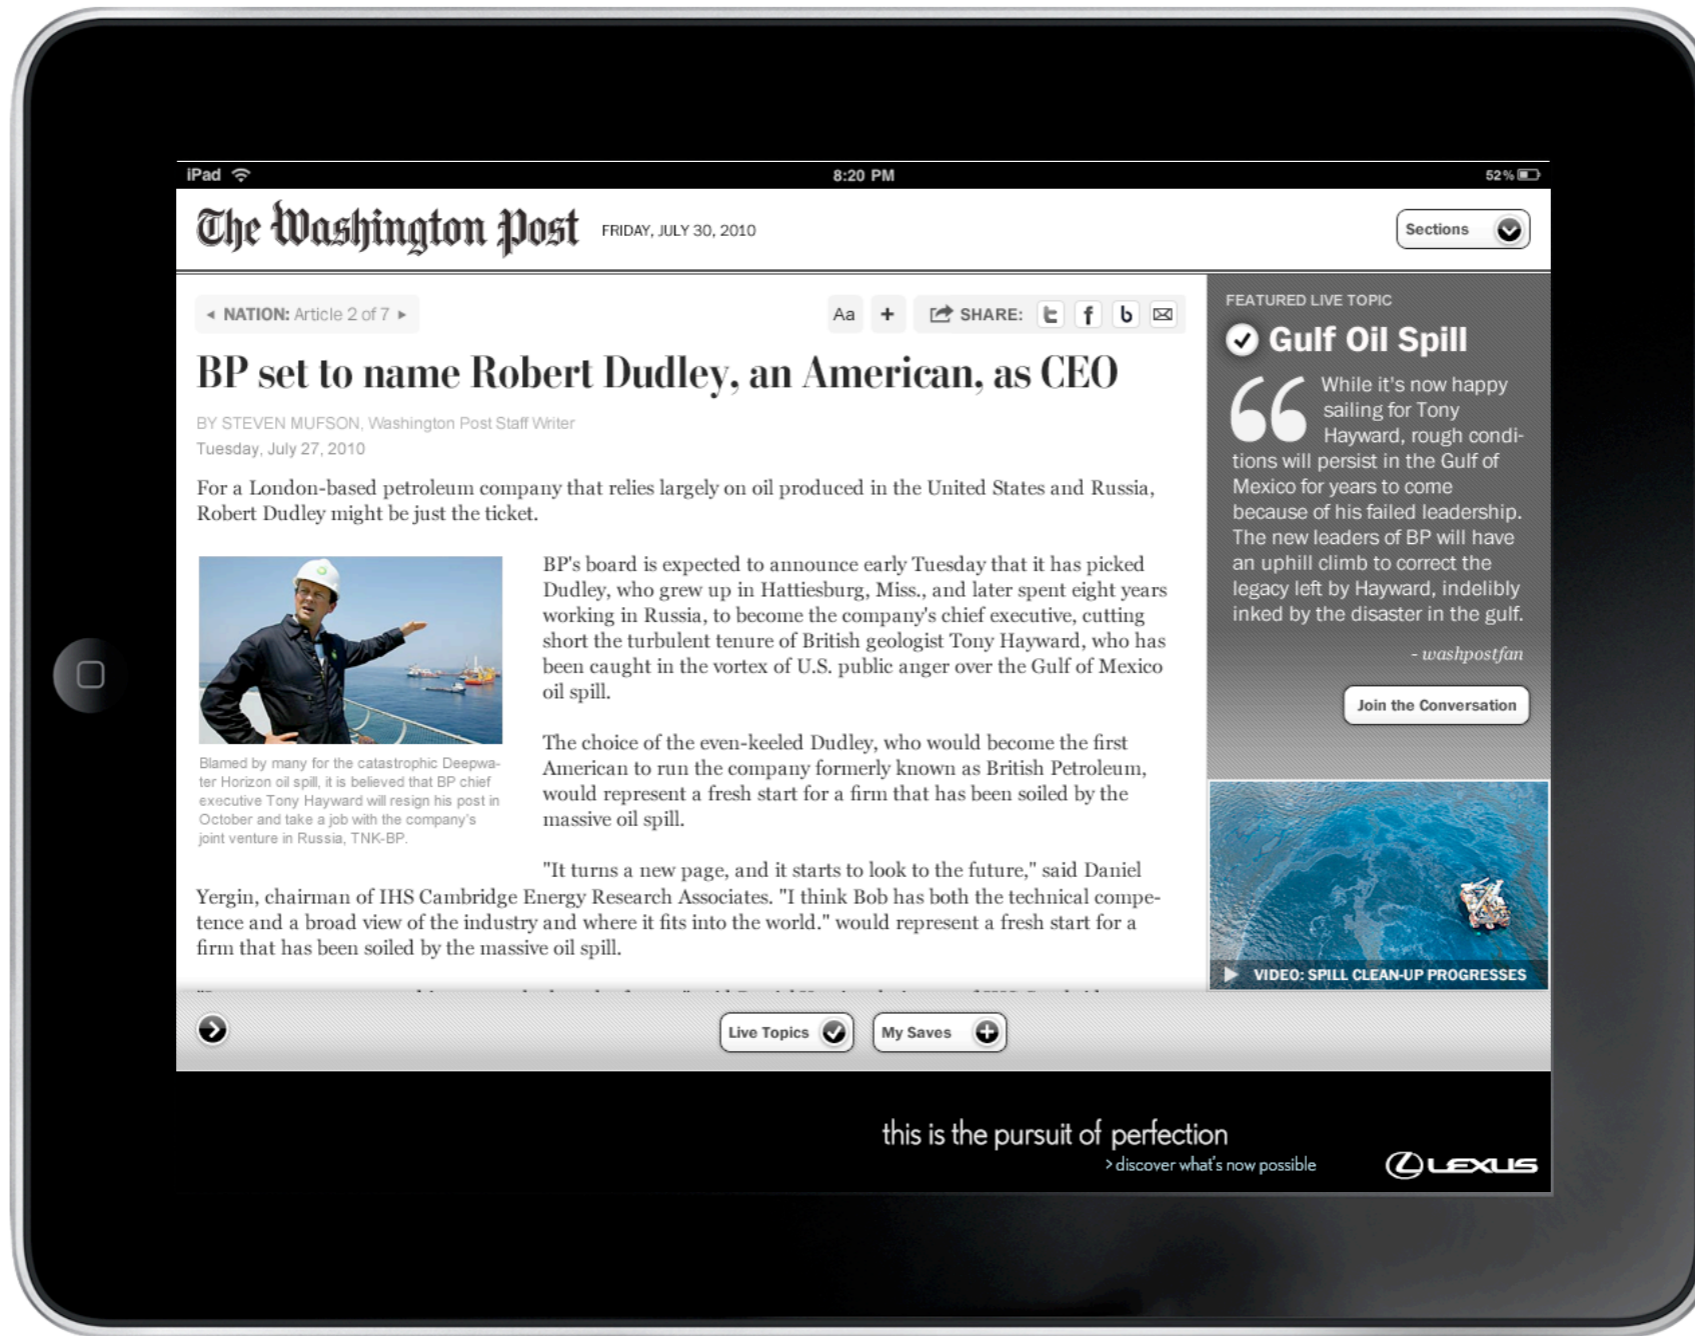 iPad
8:20 PM
52%
The Washington Post
FRIDAY, JULY 30, 2010
Sections
NATION: Article 2 of 7
Aa
+
SHARE:
t
f
b
BP set to name Robert Dudley, an American, as CEO
BY STEVEN MUFSON, Washington Post Staff Writer
Tuesday, July 27, 2010
For a London-based petroleum company that relies largely on oil produced in the United States and Russia,
Robert Dudley might be just the ticket.
BP's board is expected to announce early Tuesday that it has picked
Dudley, who grew up in Hattiesburg, Miss., and later spent eight years
working in Russia, to become the company's chief executive, cutting
short the turbulent tenure of British geologist Tony Hayward, who has
been caught in the vortex of U.S. public anger over the Gulf of Mexico
oil spill.
The choice of the even-keeled Dudley, who would become the first
American to run the company formerly known as British Petroleum,
would represent a fresh start for a firm that has been soiled by the
massive oil spill.
Blamed by many for the catastrophic Deepwa-
ter Horizon oil spill, it is believed that BP chief
executive Tony Hayward will resign his post in
October and take a job with the company's
joint venture in Russia, TNK-BP.
"It turns a new page, and it starts to look to the future," said Daniel
Yergin, chairman of IHS Cambridge Energy Research Associates. "I think Bob has both the technical compe-
tence and a broad view of the industry and where it fits into the world." would represent a fresh start for a
firm that has been soiled by the massive oil spill.
FEATURED LIVE TOPIC
Gulf Oil Spill
“ While it's now happy
sailing for Tony
Hayward, rough condi-
tions will persist in the Gulf of
Mexico for years to come
because of his failed leadership.
The new leaders of BP will have
an uphill climb to correct the
legacy left by Hayward, indelibly
inked by the disaster in the gulf.
- washpostfan
Join the Conversation
VIDEO: SPILL CLEAN-UP PROGRESSES
Live Topics
My Saves
this is the pursuit of perfection
> discover what's now possible
LEXUS